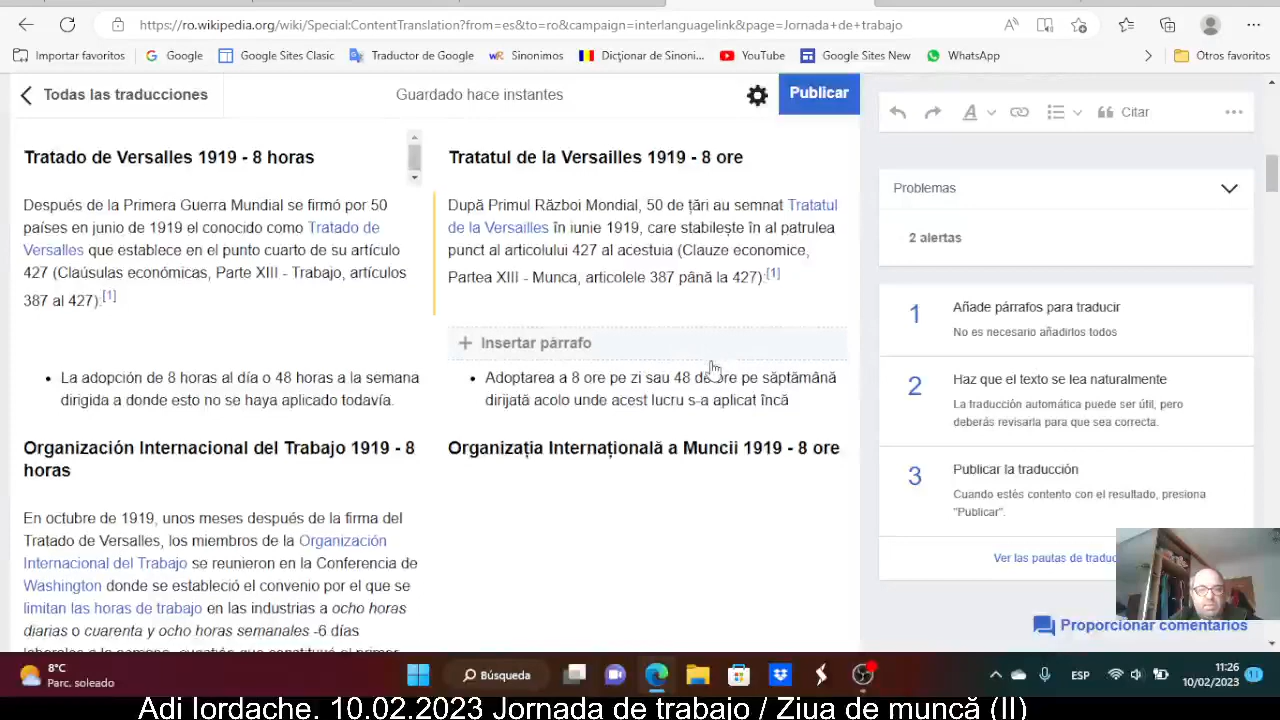 https://ro.wikipedia.org/wiki/Special:ContentTranslation?from=es&to=ro&campaign=interlanguagelink&page=Jornada+de+trabajo
Importar favoritos
Google
Google Sites Clasic
Traductor de Google
Sinonimos
Dicționar de Sinoni...
YouTube
Google Sites New
WhatsApp
Otros favoritos
Todas las traducciones
Guardado hace instantes
Publicar
Citar
Tratado de Versalles 1919 - 8 horas
Después de la Primera Guerra Mundial se firmó por 50
países en junio de 1919 el conocido como Tratado de
Versalles que establece en el punto cuarto de su artículo
427 (Claúsulas económicas, Parte XIII - Trabajo, artículos
387 al 427):[1]
La adopción de 8 horas al día o 48 horas a la semana
dirigida a donde esto no se haya aplicado todavía.
Organización Internacional del Trabajo 1919 - 8
horas
En octubre de 1919, unos meses después de la firma del
Tratado de Versalles, los miembros de la Organización
Internacional del Trabajo se reunieron en la Conferencia de
Washington donde se estableció el convenio por el que se
limitan las horas de trabajo en las industrias a ocho horas
diarias o cuarenta y ocho horas semanales -6 días
Tratatul de la Versailles 1919 - 8 ore
După Primul Război Mondial, 50 de țări au semnat Tratatul
de la Versailles în iunie 1919, care stabilește în al patrulea
punct al articolului 427 al acestuia (Clauze economice,
Partea XIII - Munca, articolele 387 până la 427):[1]
Insertar párrafo
Adoptarea a 8 ore pe zi sau 48 de ore pe săptămână
dirijată acolo unde acest lucru s-a aplicat încă
Organizația Internațională a Muncii 1919 - 8 ore
Problemas
2 alertas
1
Añade párrafos para traducir
No es necesario añadirlos todos
2
Haz que el texto se lea naturalmente
La traducción automática puede ser útil, pero
deberás revisarla para que sea correcta.
3
Publicar la traducción
Cuando estés contento con el resultado, presiona
"Publicar".
Ver las pautas de
Proporcionar comentarios
8°C
Parc. soleado
Búsqueda
ESP
11:26
10/02/2023
Adi Iordache. 10.02.2023 Jornada de trabajo / Ziua de muncă (II)